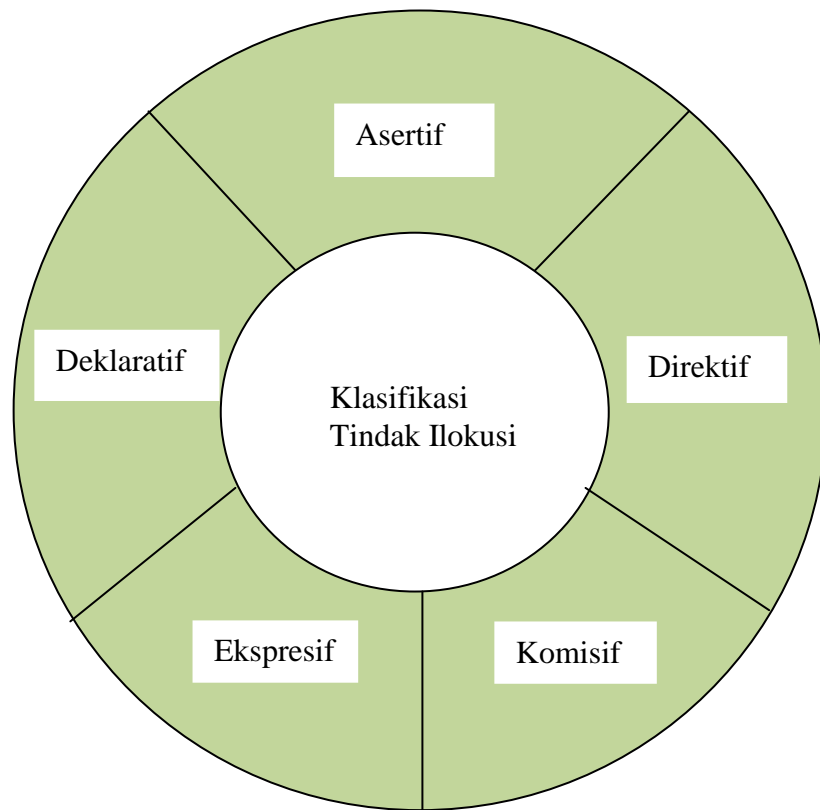 Asertif
Deklaratif
Direktif
Klasifikasi
Tindak Ilokusi
Ekspresif
Komisif